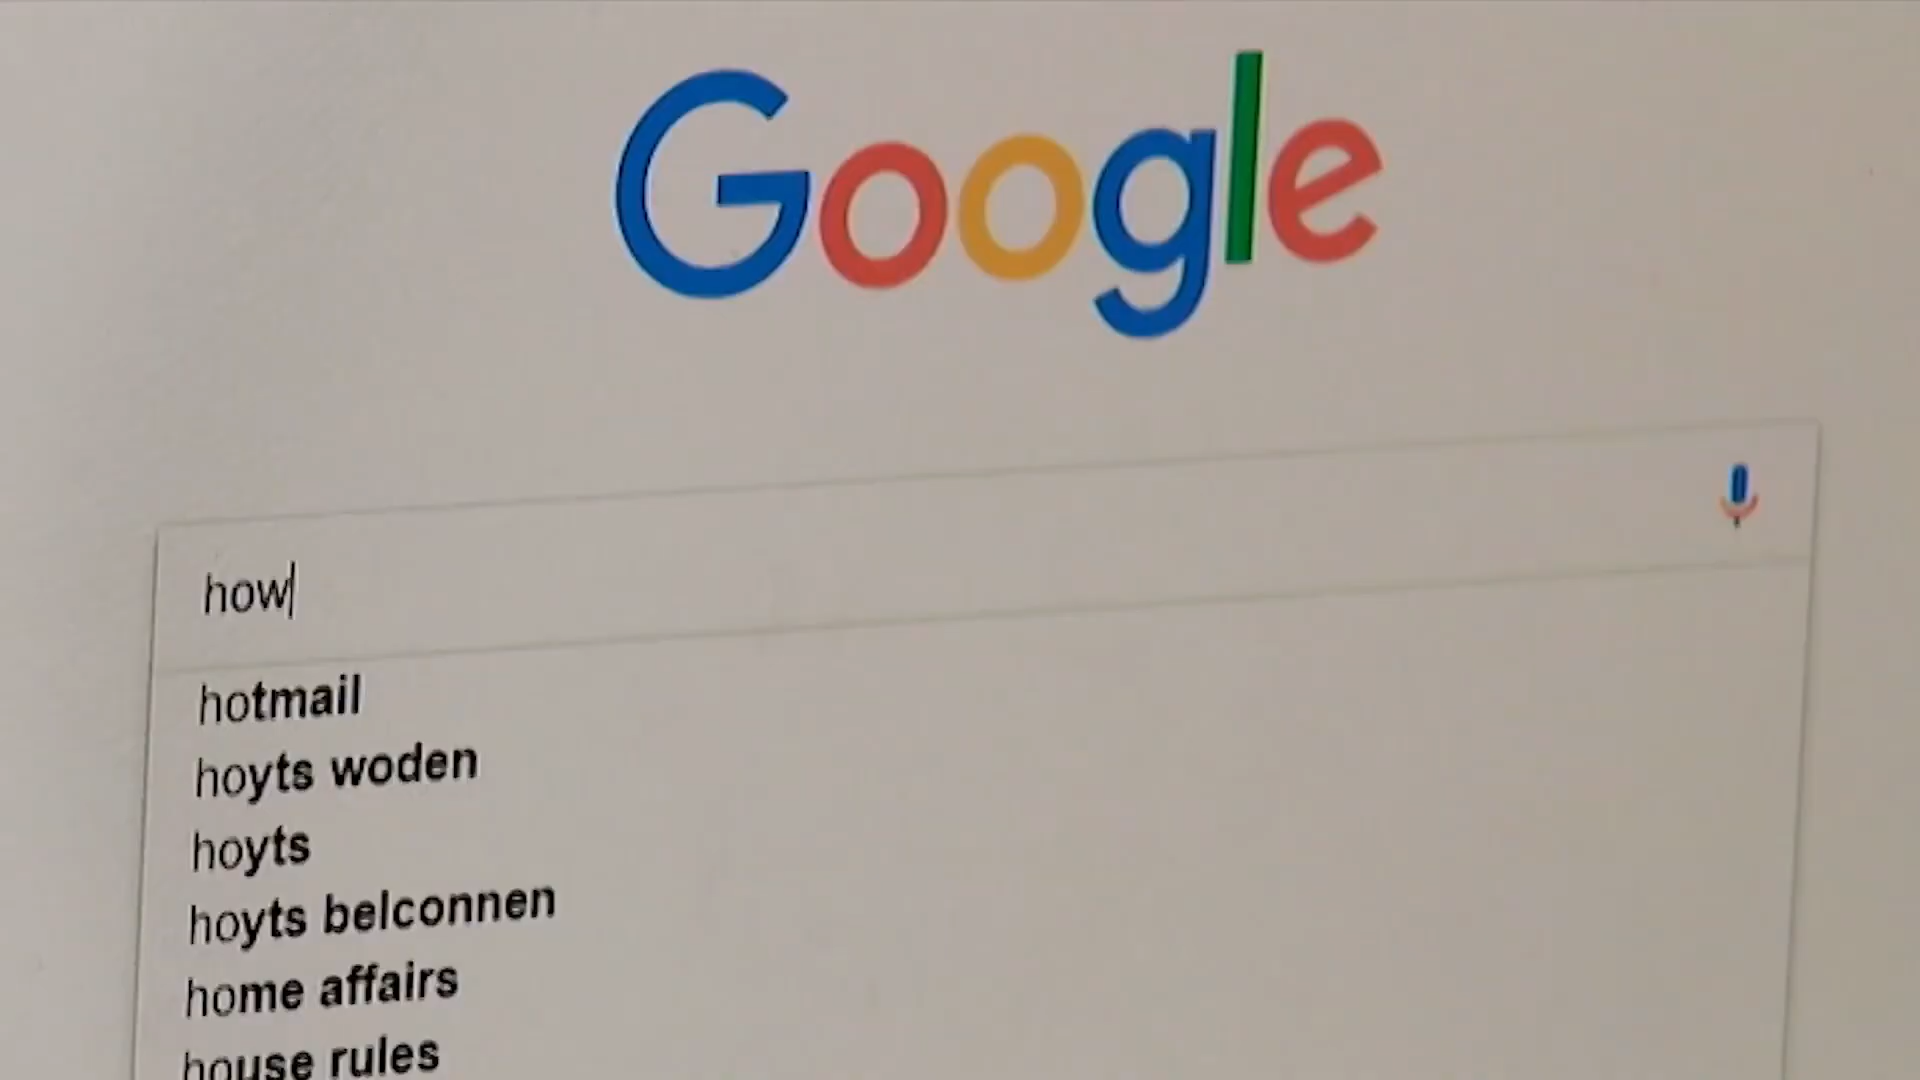 Google
how
hotmail
hoyts woden
hoyts
hoyts belconnen
home affairs
house rules